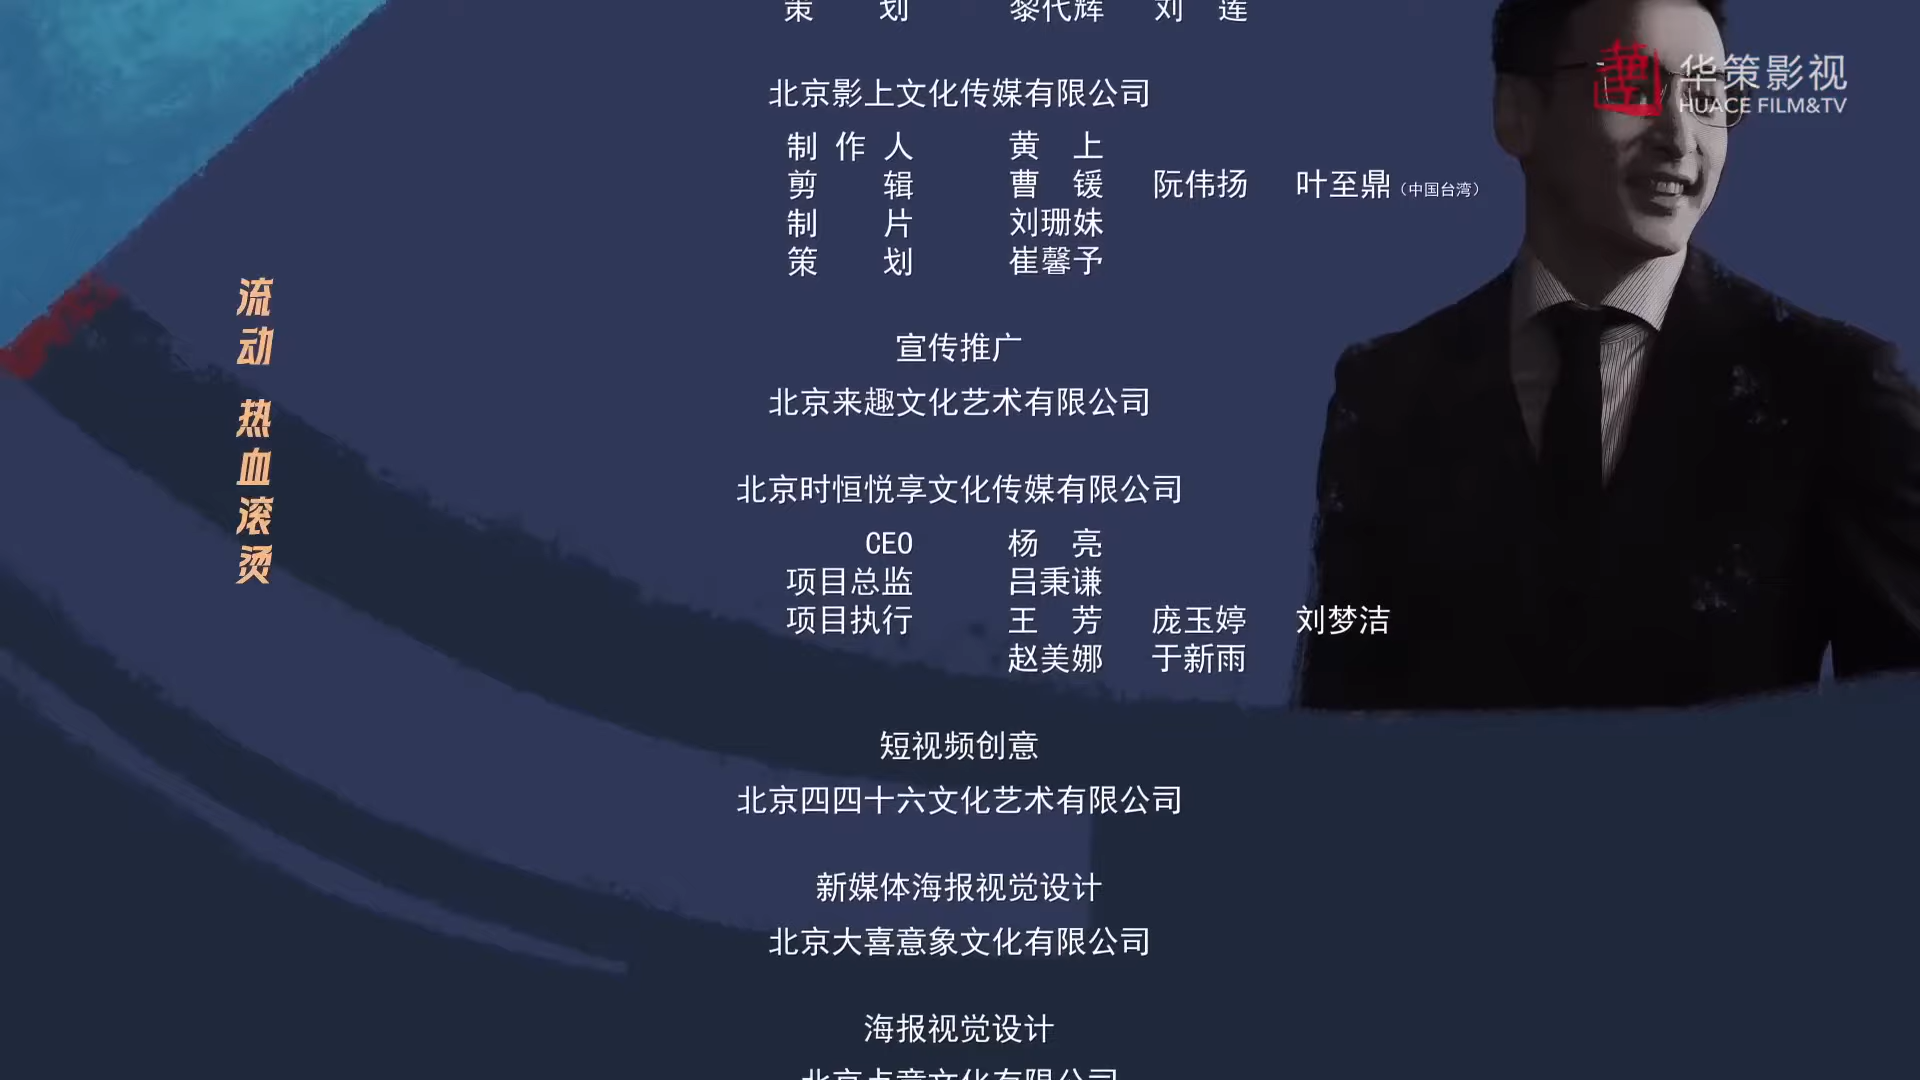 策 划 黎代辉 刘 莲
华策影视
HUACE FILM&TV
北京影上文化传媒有限公司
制 作 人 黄 上
剪 辑 曹 锾 阮伟扬 叶至鼎（中国台湾）
制 片 刘珊妹
策 划 崔馨予
宣传推广
北京来趣文化艺术有限公司
北京时恒悦享文化传媒有限公司
CEO 杨 亮
项目总监 吕秉谦
项目执行 王 芳 庞玉婷 刘梦洁
赵美娜 于新雨
短视频创意
北京四四十六文化艺术有限公司
新媒体海报视觉设计
北京大喜意象文化有限公司
海报视觉设计
流动 热血滚烫